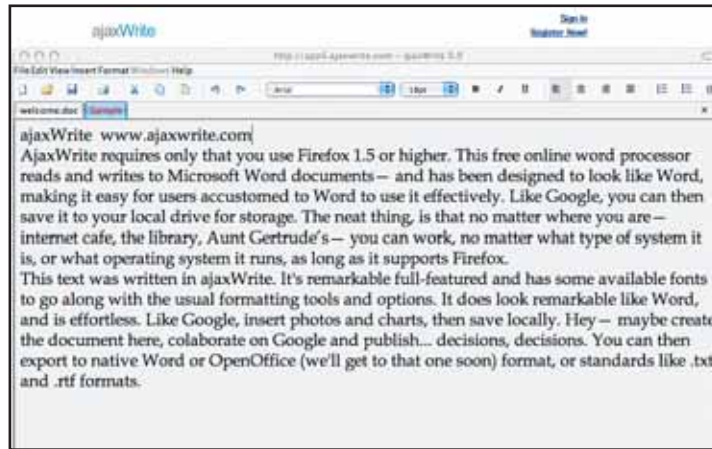 ajaxWrite
Sign In
Register Now!
http://app8.ajaxwrite.com - ajaxWrite
File Edit View Insert Format Windows Help
Arial 18pt
welcome.doc Sample
ajaxWrite www.ajaxwrite.com
AjaxWrite requires only that you use Firefox 1.5 or higher. This free online word processor
reads and writes to Microsoft Word documents— and has been designed to look like Word,
making it easy for users accustomed to Word to use it effectively. Like Google, you can then
save it to your local drive for storage. The neat thing, is that no matter where you are—
internet cafe, the library, Aunt Gertrude's— you can work, no matter what type of system it
is, or what operating system it runs, as long as it supports Firefox.
This text was written in ajaxWrite. It's remarkable full-featured and has some available fonts
to go along with the usual formatting tools and options. It does look remarkable like Word,
and is effortless. Like Google, insert photos and charts, then save locally. Hey— maybe create
the document here, colaborate on Google and publish... decisions, decisions. You can then
export to native Word or OpenOffice (we'll get to that one soon) format, or standards like .txt
and .rtf formats.